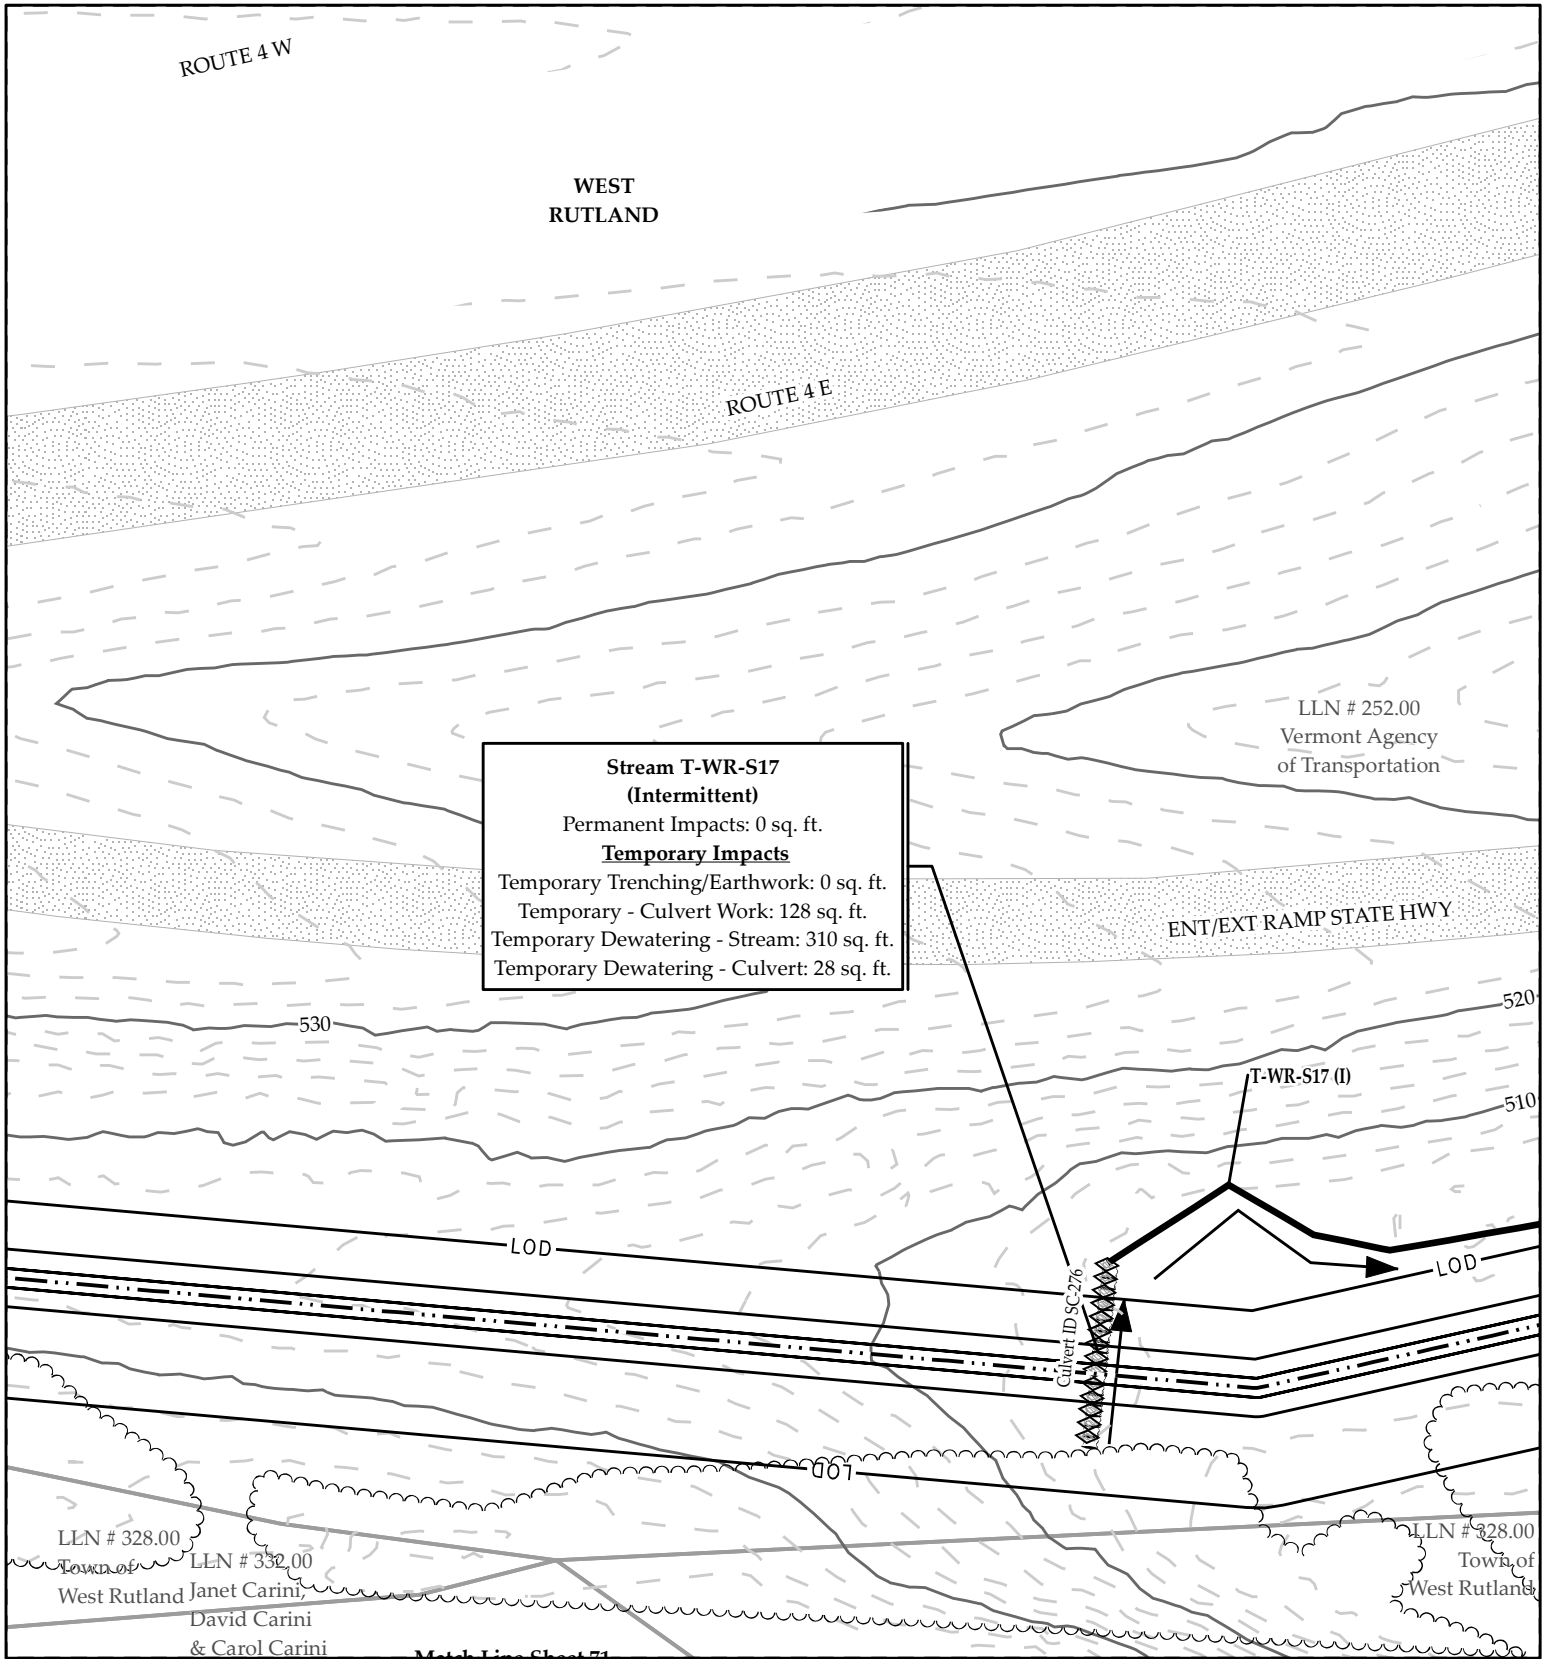 ROUTE 4 W
WEST
RUTLAND
ROUTE 4 E
LLN # 252.00
Vermont Agency
of Transportation
Stream T-WR-S17
(Intermittent)
Permanent Impacts: 0 sq. ft.
Temporary Impacts
Temporary Trenching/Earthwork: 0 sq. ft.
Temporary - Culvert Work: 128 sq. ft.
Temporary Dewatering - Stream: 310 sq. ft.
Temporary Dewatering - Culvert: 28 sq. ft.
ENT/EXT RAMP STATE HWY
520
530
T-WR-S17 (I)
510
LOD
LOD
Culvert ID SC-276
LOD
LLN # 328.00
Town of
West Rutland
LLN # 332.00
Janet Carini,
David Carini
& Carol Carini
LLN # 328.00
Town of
West Rutland
Match Line Sheet 71